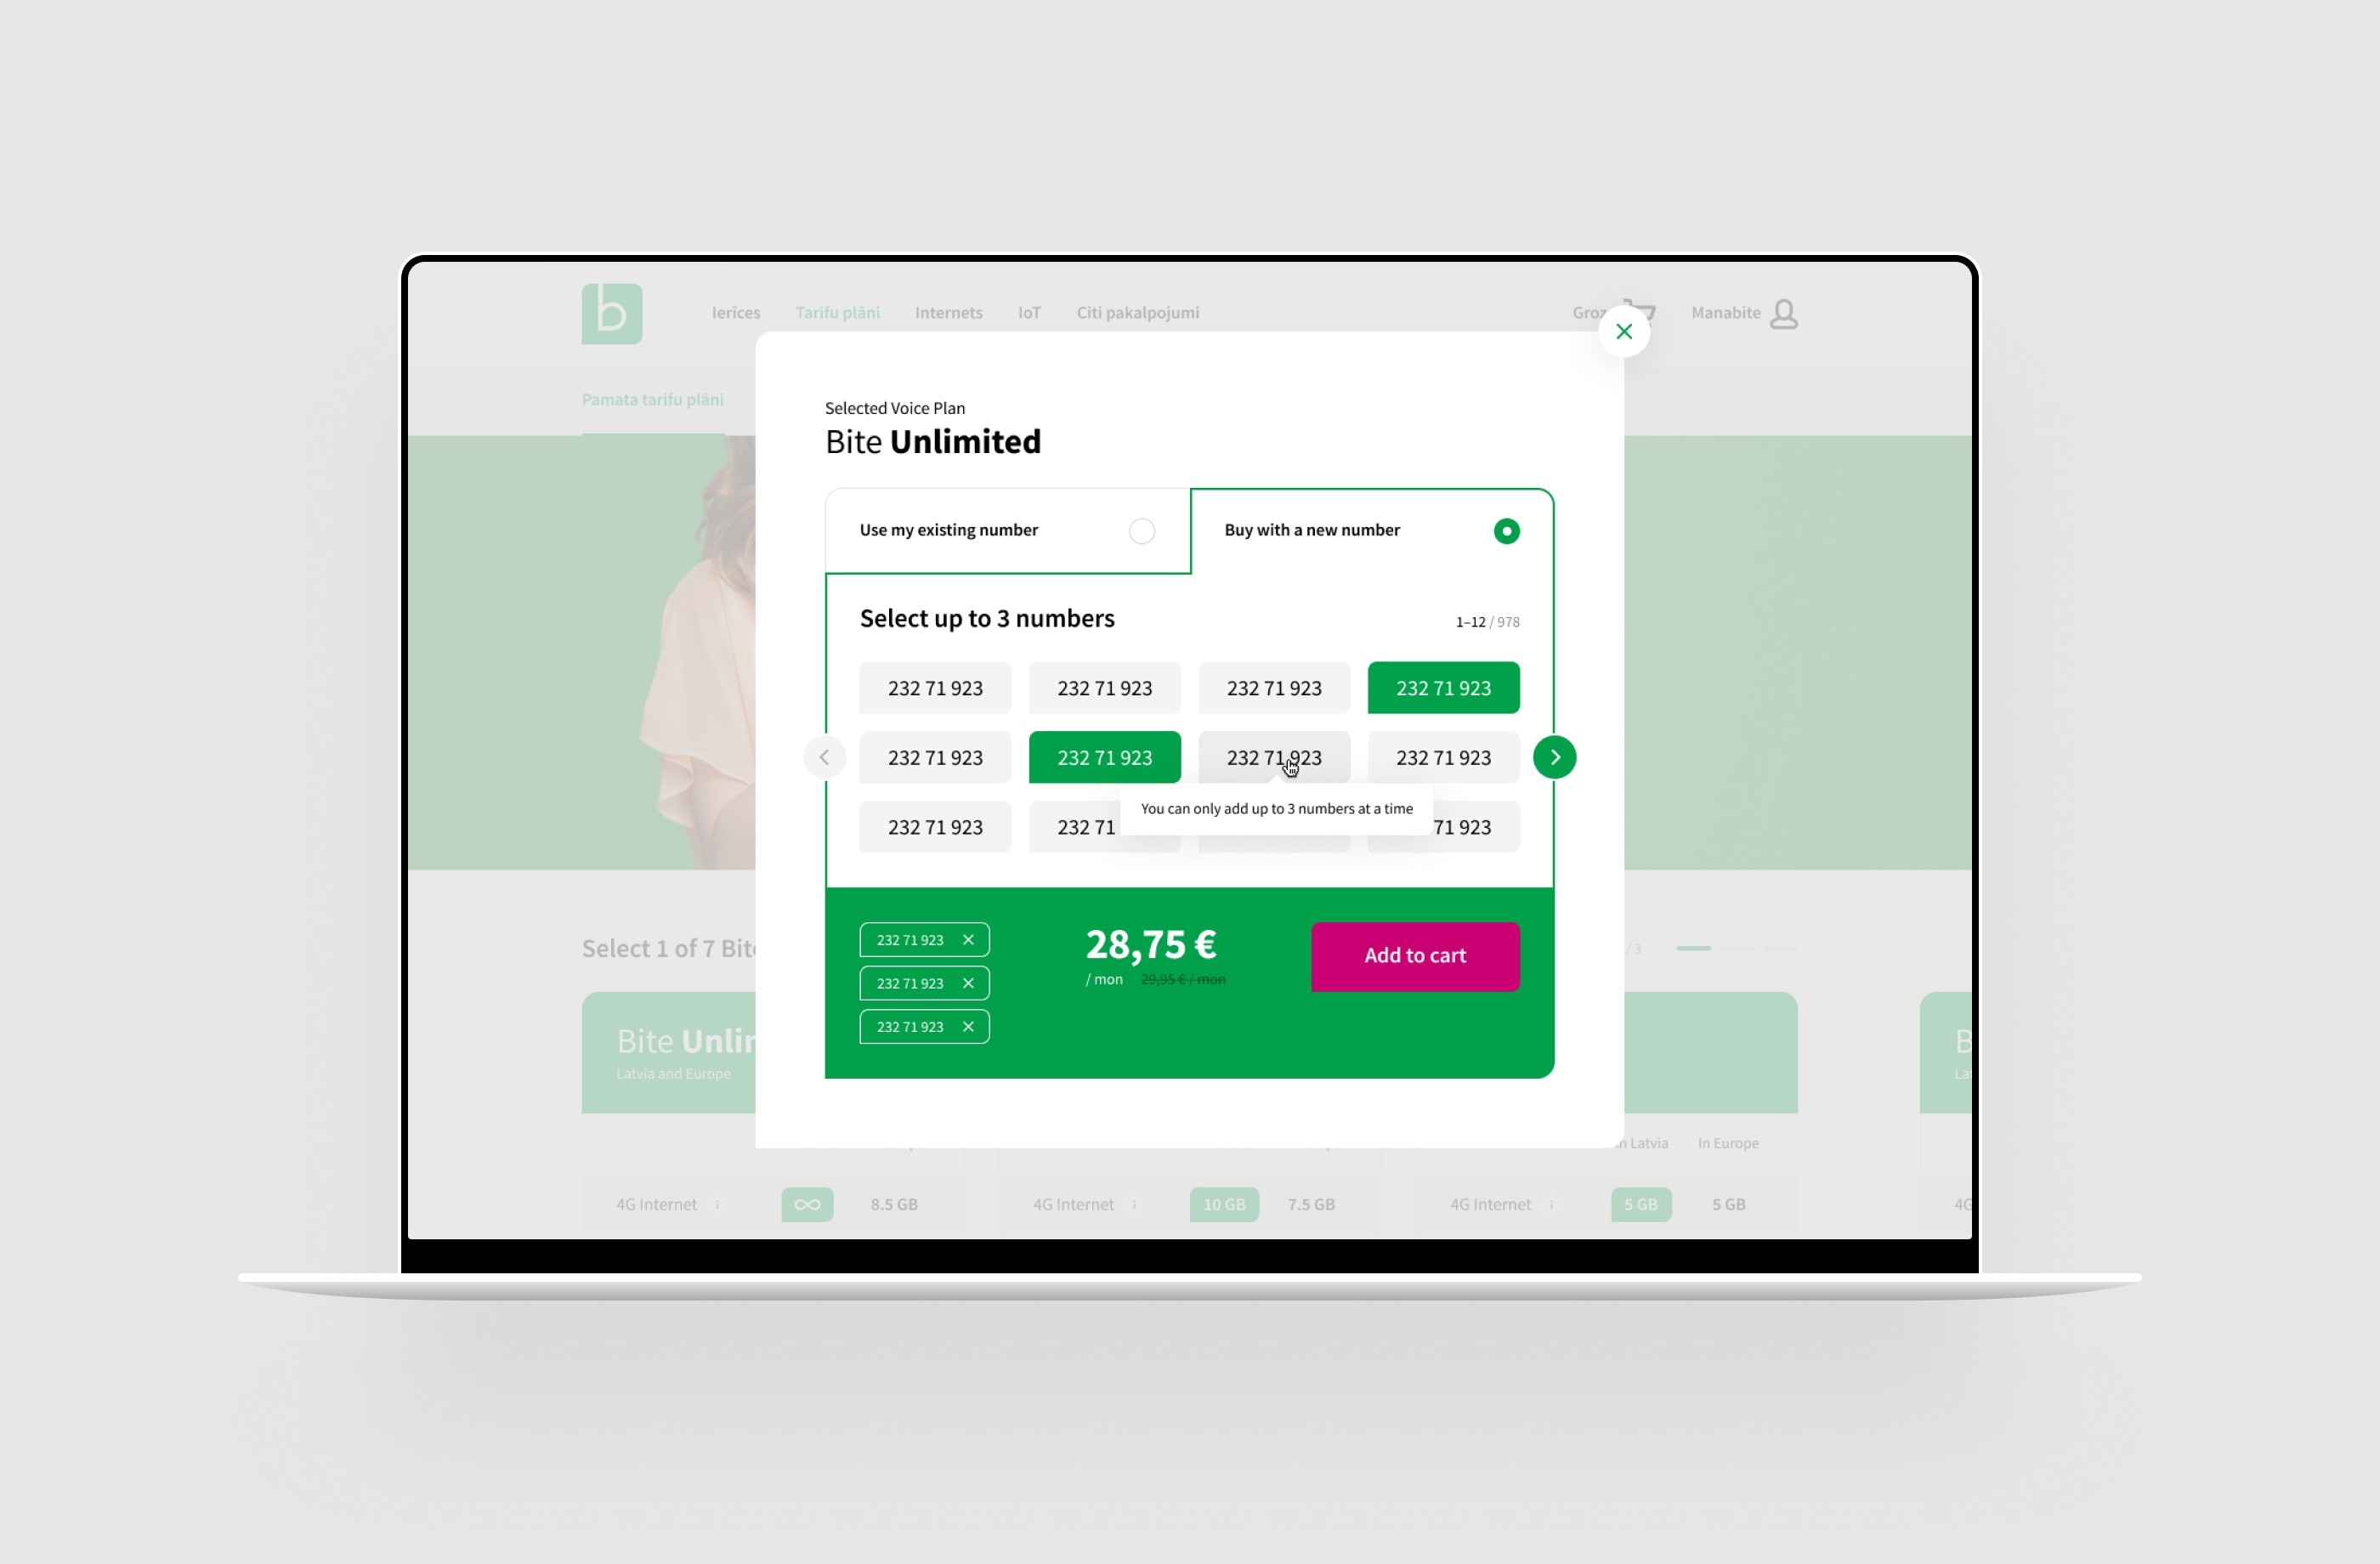 b
Ierīces Tarifu plāni Internets IoT Citi pakalpojumi Manabite
Pamata tarifu plāni
Selected Voice Plan
Bite Unlimited
Use my existing number Buy with a new number
Select up to 3 numbers 1–12 / 978
232 71 923 232 71 923 232 71 923 232 71 923
232 71 923 232 71 923 232 71 923 232 71 923
You can only add up to 3 numbers at a time
232 71 923 232 71 71 923
232 71 923 28,75 € Add to cart
232 71 923 / mon 29,95 € / mon
232 71 923
Select 1 of 7 / 3
Bite
Latvia and Europe
Latvia In Europe
4G Internet i ∞ 8.5 GB 4G Internet i 10 GB 7.5 GB 4G Internet i 5 GB 5 GB